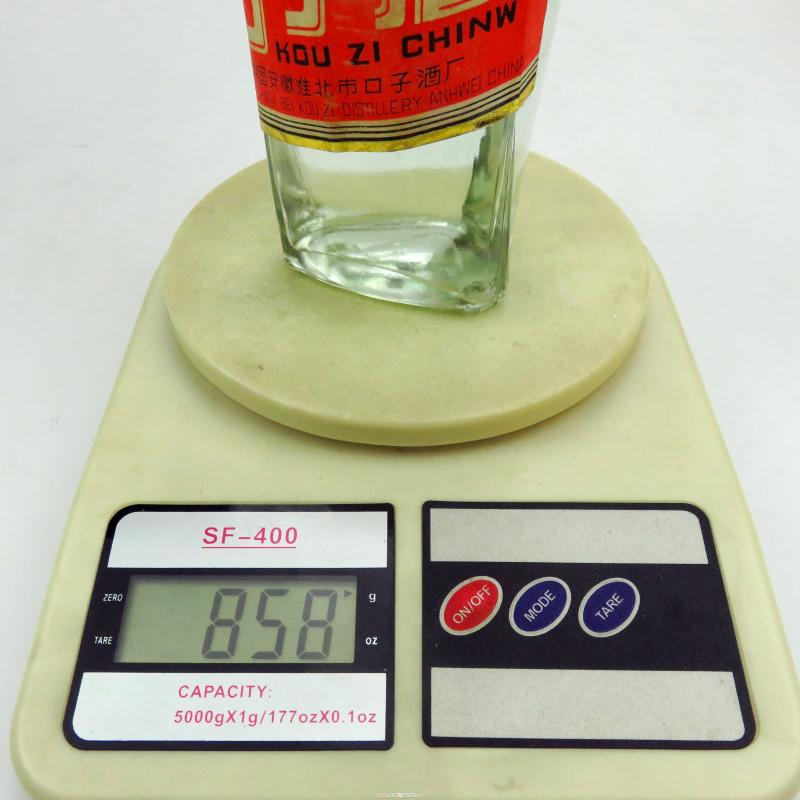 KOU ZI CHINW
国安徽淮北市口子酒厂
BEI KOU ZI DISTILLERY ANHWEI CHINA
SF-400
ZERO
g
858
TARE
oz
CAPACITY:
5000gX1g/177ozX0.1oz
ON/OFF
MODE
TARE